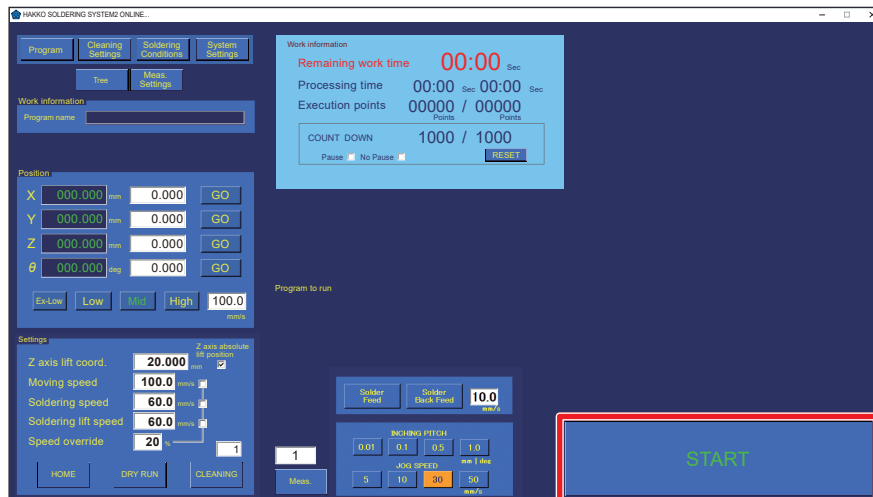 HAKKO SOLDERING SYSTEM2 ONLINE...
Program
Cleaning Settings
Soldering Conditions
System Settings
Tree
Meas. Settings
Work information
Program name
Work information
Remaining work time 00:00 Sec
Processing time 00:00 Sec 00:00 Sec
Execution points 00000 / 00000
Points Points
COUNT DOWN 1000 / 1000
Pause No Pause RESET
Position
X 000.000 mm 0.000 GO
Y 000.000 mm 0.000 GO
Z 000.000 mm 0.000 GO
θ 000.000 deg 0.000 GO
Ex-Low Low Mid High 100.0
mm/s
Program to run
Settings
Z axis absolute
lift position
Z axis lift coord. 20.000 mm
Moving speed 100.0 mm/s
Soldering speed 60.0 mm/s
Soldering lift speed 60.0 mm/s
Speed override 20 %
1
HOME DRY RUN CLEANING
1
Meas.
Solder Feed
Solder Back Feed
10.0
mm/s
INCHING PITCH
0.01 0.1 0.5 1.0
mm | deg
JOG SPEED
5 10 30 50
mm/s
START